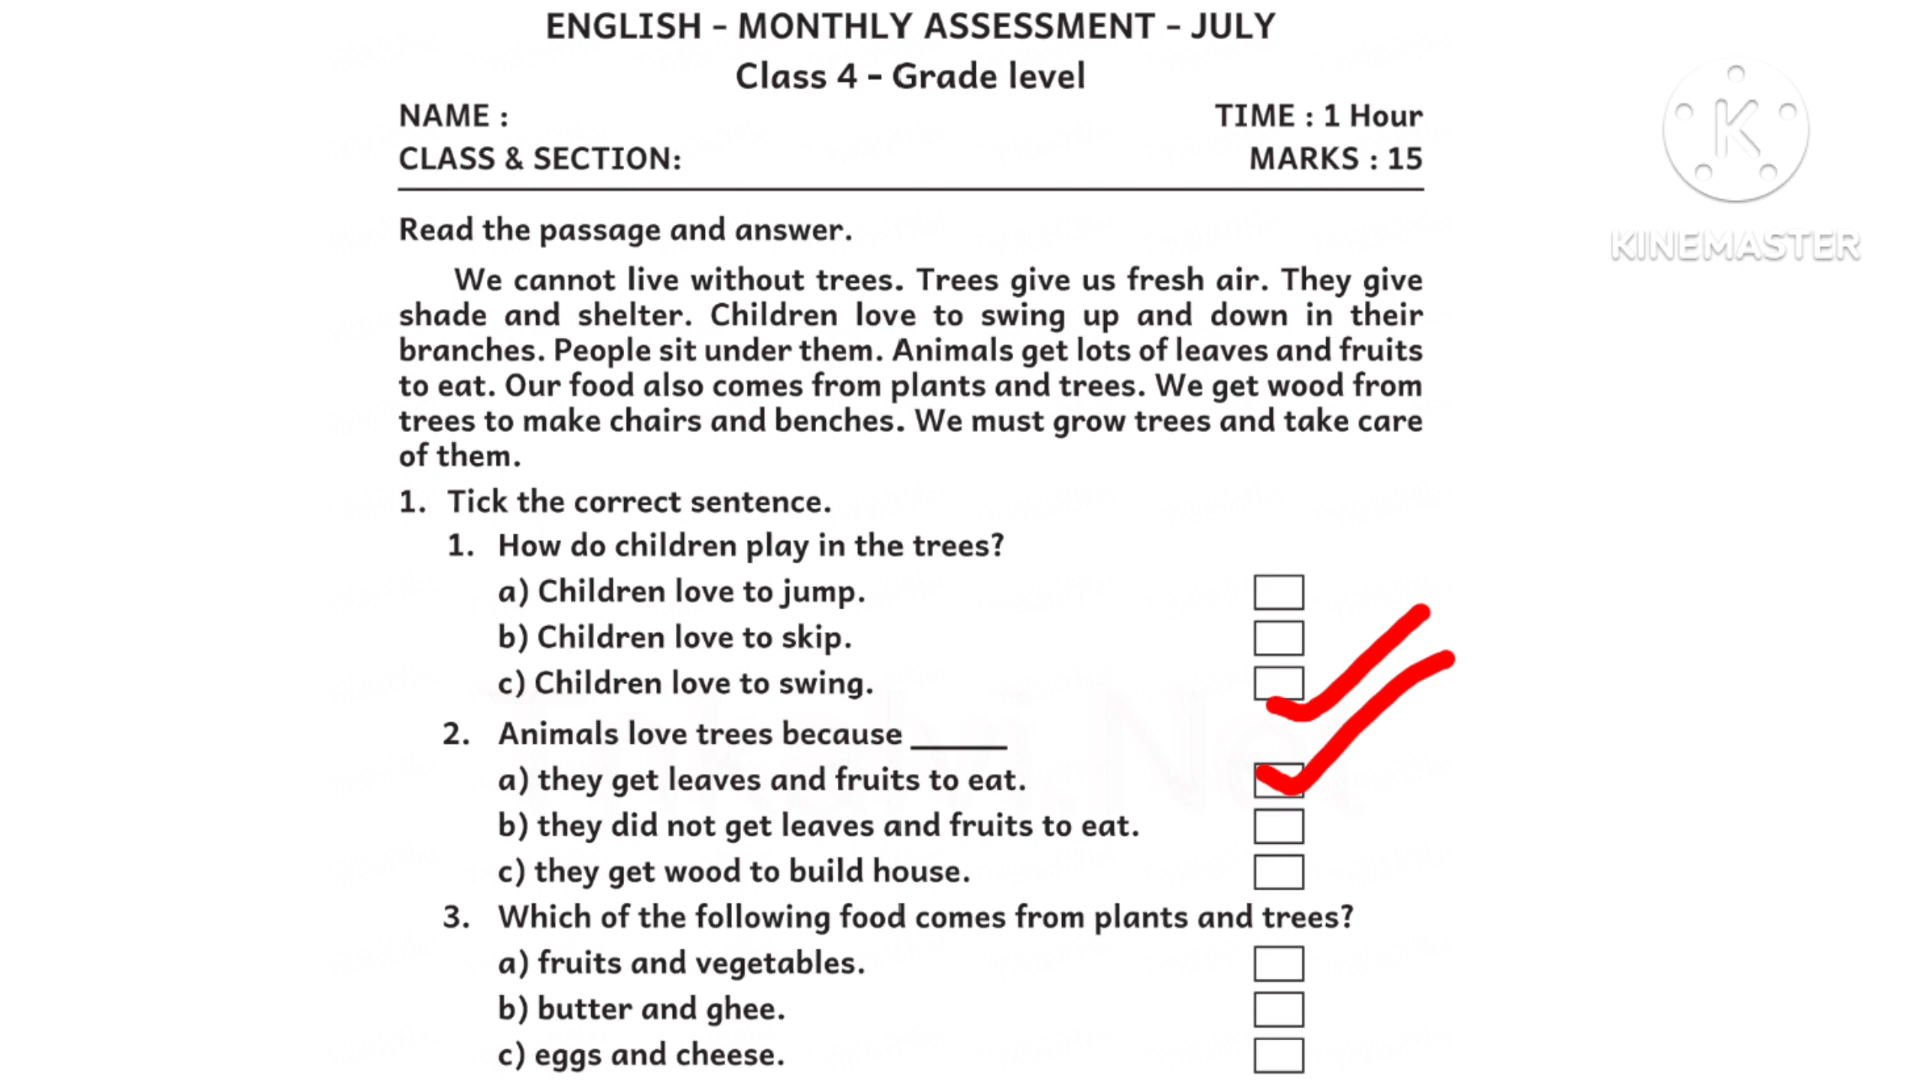 ENGLISH - MONTHLY ASSESSMENT - JULY
Class 4 - Grade level
NAME : TIME : 1 Hour
CLASS & SECTION: MARKS : 15
KINEMASTER
Read the passage and answer.
We cannot live without trees. Trees give us fresh air. They give
shade and shelter. Children love to swing up and down in their
branches. People sit under them. Animals get lots of leaves and fruits
to eat. Our food also comes from plants and trees. We get wood from
trees to make chairs and benches. We must grow trees and take care
of them.
1. Tick the correct sentence.
1. How do children play in the trees?
a) Children love to jump.
b) Children love to skip.
c) Children love to swing.
2. Animals love trees because ______
a) they get leaves and fruits to eat.
b) they did not get leaves and fruits to eat.
c) they get wood to build house.
3. Which of the following food comes from plants and trees?
a) fruits and vegetables.
b) butter and ghee.
c) eggs and cheese.